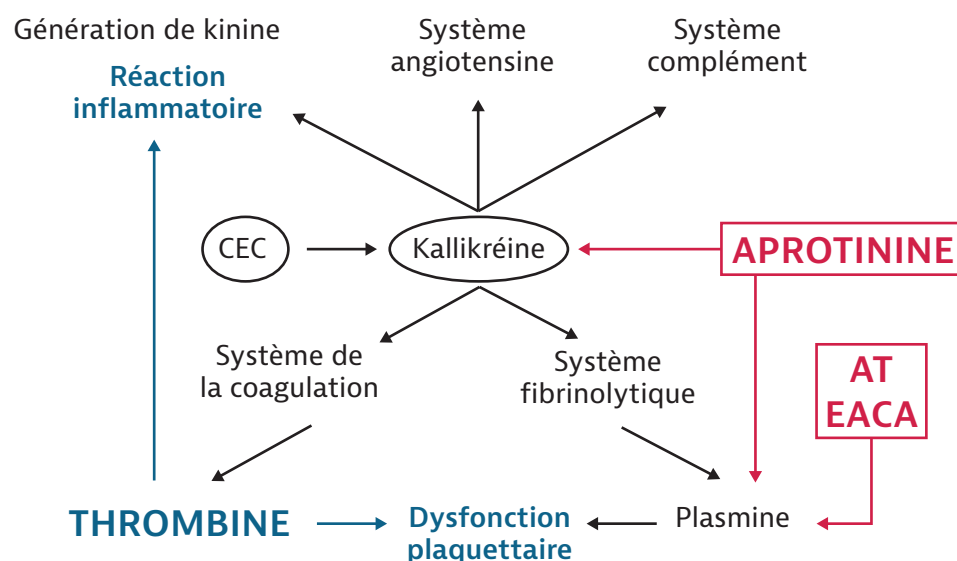 Génération de kinine
Réaction
inflammatoire
Système
angiotensine
Système
complément
CEC
Kallikréine
APROTININE
Système de
la coagulation
Système
fibrinolytique
AT
EACA
THROMBINE
Dysfonction
plaquettaire
Plasmine